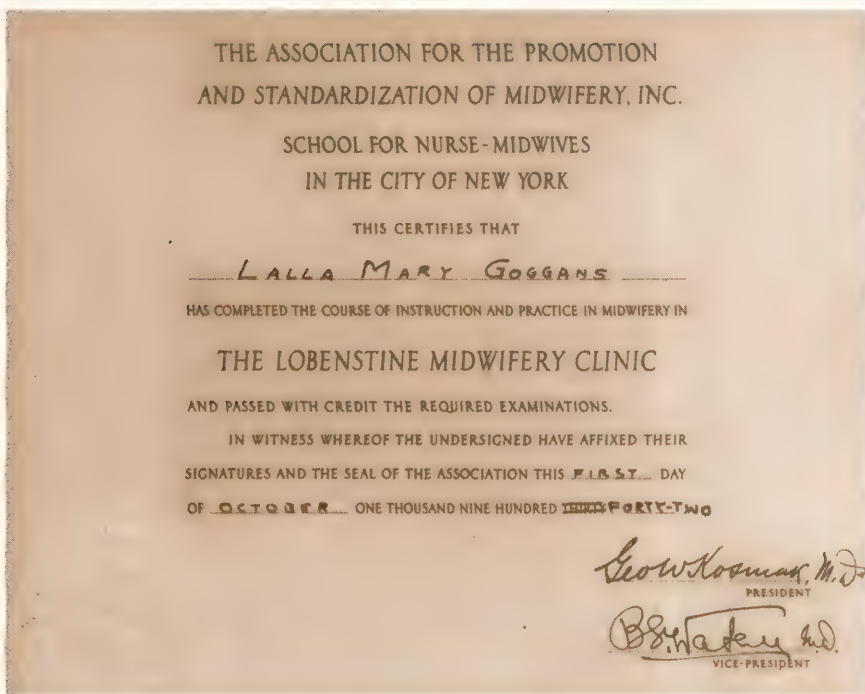 THE ASSOCIATION FOR THE PROMOTION
AND STANDARDIZATION OF MIDWIFERY, INC.
SCHOOL FOR NURSE-MIDWIVES
IN THE CITY OF NEW YORK
THIS CERTIFIES THAT
LALLA MARY GOGGANS
HAS COMPLETED THE COURSE OF INSTRUCTION AND PRACTICE IN MIDWIFERY IN
THE LOBENSTINE MIDWIFERY CLINIC
AND PASSED WITH CREDIT THE REQUIRED EXAMINATIONS.
IN WITNESS WHEREOF THE UNDERSIGNED HAVE AFFIXED THEIR
SIGNATURES AND THE SEAL OF THE ASSOCIATION THIS FIRST DAY
OF OCTOBER ONE THOUSAND NINE HUNDRED FORTY-TWO
Geo W Kosmak, M.D.
PRESIDENT
M.D.
VICE-PRESIDENT